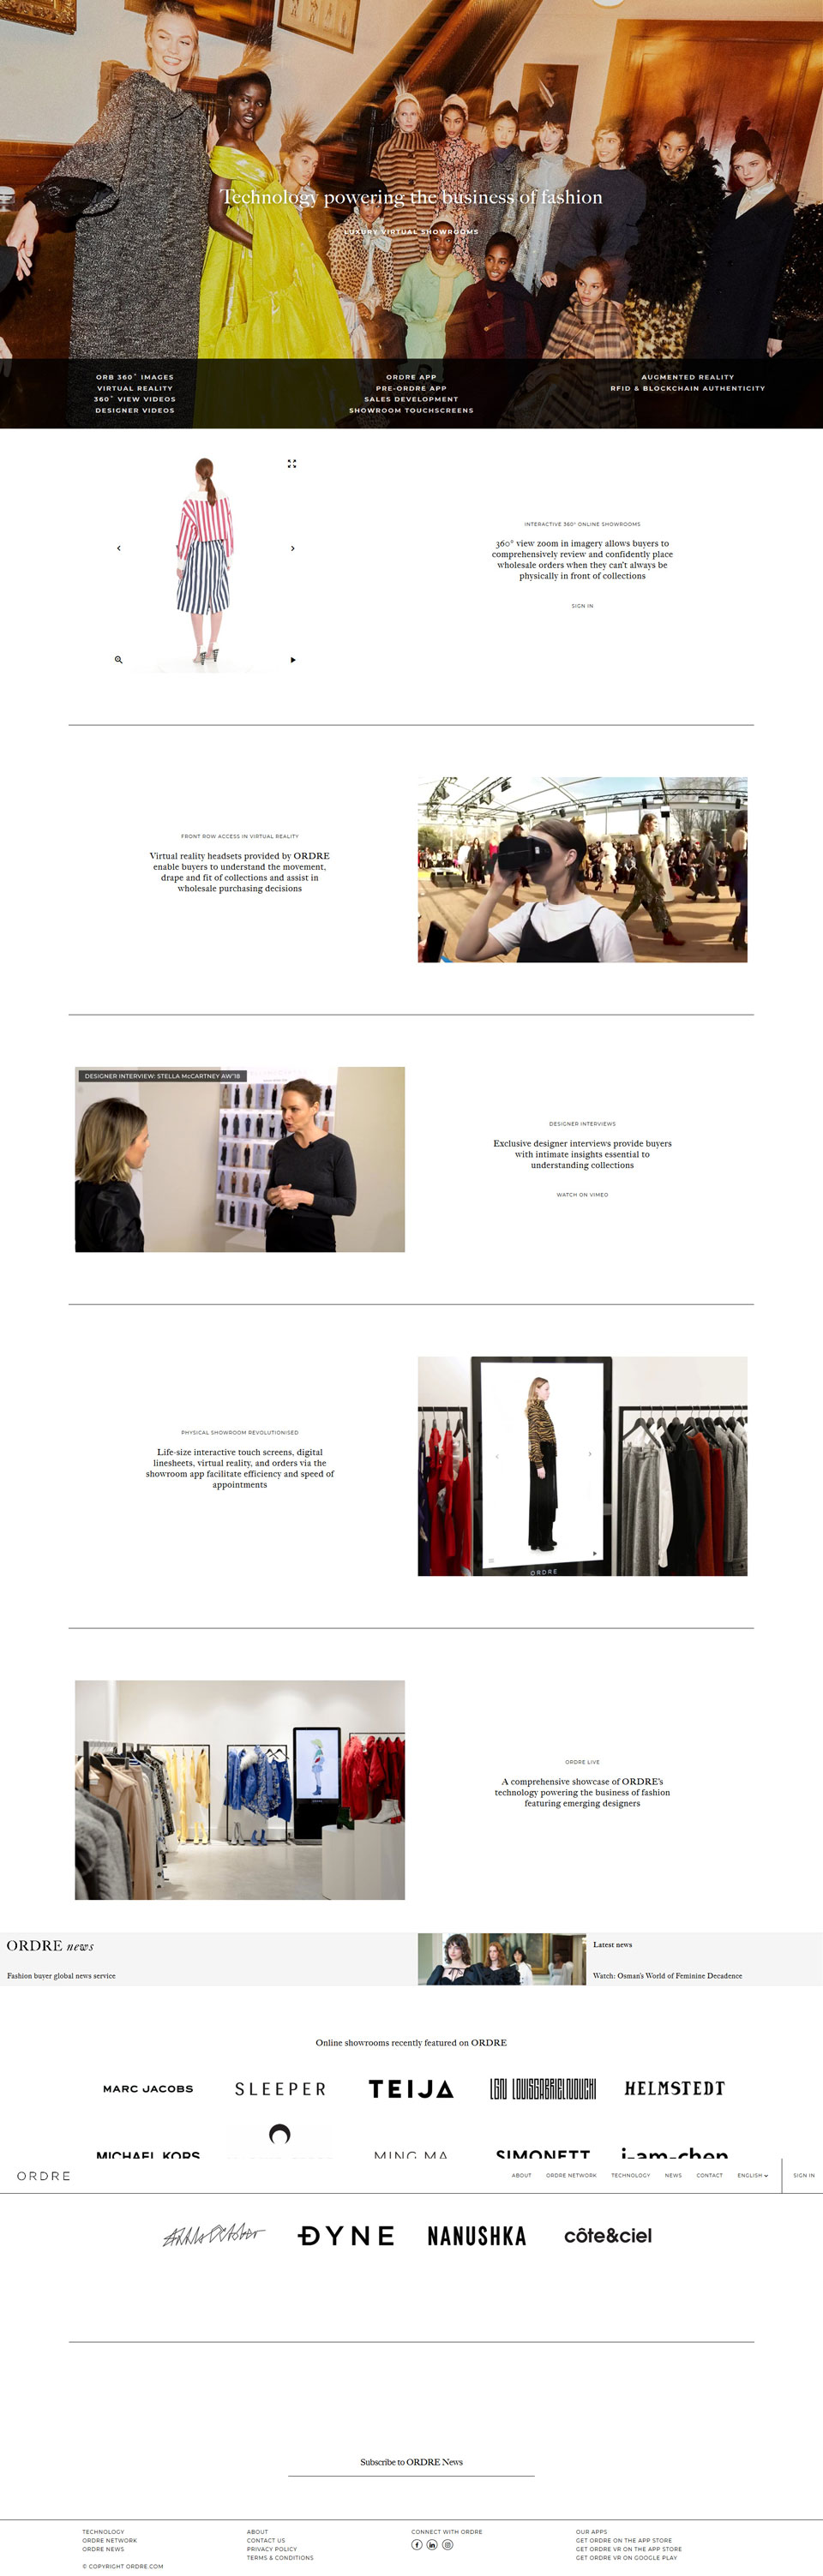 Technology powering the business of fashion
LUXURY VIRTUAL SHOWROOMS
ORB 360° IMAGES
VIRTUAL REALITY
360° VIEW VIDEOS
DESIGNER VIDEOS
ORDRE APP
PRE-ORDRE APP
SALES DEVELOPMENT
SHOWROOM TOUCHSCREENS
AUGMENTED REALITY
RFID & BLOCKCHAIN AUTHENTICITY
INTERACTIVE 360° ONLINE SHOWROOMS
360° view zoom in imagery allows buyers to
comprehensively review and confidently place
wholesale orders when they can't always be
physically in front of collections
SIGN IN
FRONT ROW ACCESS IN VIRTUAL REALITY
Virtual reality headsets provided by ORDRE
enable buyers to understand the movement,
drape and fit of collections and assist in
wholesale purchasing decisions
DESIGNER INTERVIEW: STELLA McCARTNEY AW'18
DESIGNER INTERVIEWS
Exclusive designer interviews provide buyers
with intimate insights essential to
understanding collections
WATCH ON VIMEO
PHYSICAL SHOWROOM REVOLUTIONISED
Life-size interactive touch screens, digital
linesheets, virtual reality, and orders via the
showroom app facilitate efficiency and speed of
appointments
ORDRE
ORDRE LIVE
A comprehensive showcase of ORDRE's
technology powering the business of fashion
featuring emerging designers
ORDRE news
Fashion buyer global news service
Latest news
Watch: Osman's World of Feminine Decadence
Online showrooms recently featured on ORDRE
MARC JACOBS
SLEEPER
TEIJA
LGN LOUISGABRIELNOUCHI
HELMSTEDT
MICHAEL KORS
MING MA
SIMONETT
i-am-chen
ORDRE
ABOUT
ORDRE NETWORK
TECHNOLOGY
NEWS
CONTACT
ENGLISH
SIGN IN
DYNE
NANUSHKA
côte&ciel
Subscribe to ORDRE News
TECHNOLOGY
ORDRE NETWORK
ORDRE NEWS
© COPYRIGHT ORDRE.COM
ABOUT
CONTACT US
PRIVACY POLICY
TERMS & CONDITIONS
CONNECT WITH ORDRE
OUR APPS
GET ORDRE ON THE APP STORE
GET ORDRE VR ON THE APP STORE
GET ORDRE VR ON GOOGLE PLAY